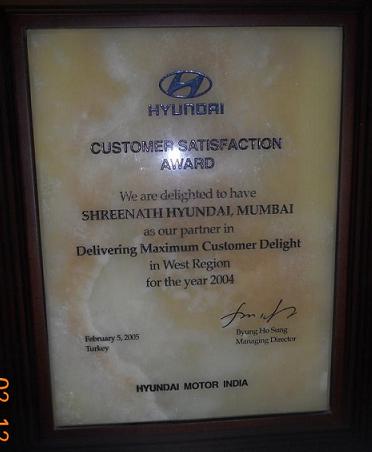 HYUNDAI
CUSTOMER SATISFACTION
AWARD
We are delighted to have
SHREENATH HYUNDAI, MUMBAI
as our partner in
Delivering Maximum Customer Delight
in West Region
for the year 2004
February 5, 2005
Turkey
Byung Ho Sung
Managing Director
HYUNDAI MOTOR INDIA